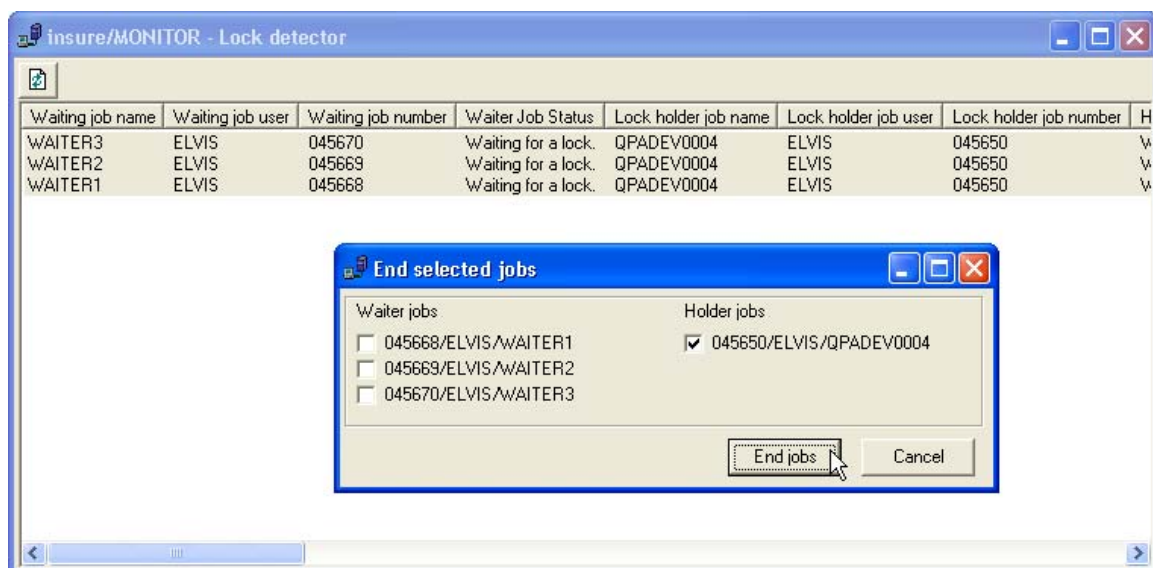 insure/MONITOR - Lock detector
Waiting job name Waiting job user Waiting job number Waiter Job Status Lock holder job name Lock holder job user Lock holder job number H
WAITER3 ELVIS 045670 Waiting for a lock. QPADEV0004 ELVIS 045650
WAITER2 ELVIS 045669 Waiting for a lock. QPADEV0004 ELVIS 045650
WAITER1 ELVIS 045668 Waiting for a lock. QPADEV0004 ELVIS 045650
End selected jobs
Waiter jobs Holder jobs
045668/ELVIS/WAITER1 045650/ELVIS/QPADEV0004
045669/ELVIS/WAITER2
045670/ELVIS/WAITER3
End jobs Cancel